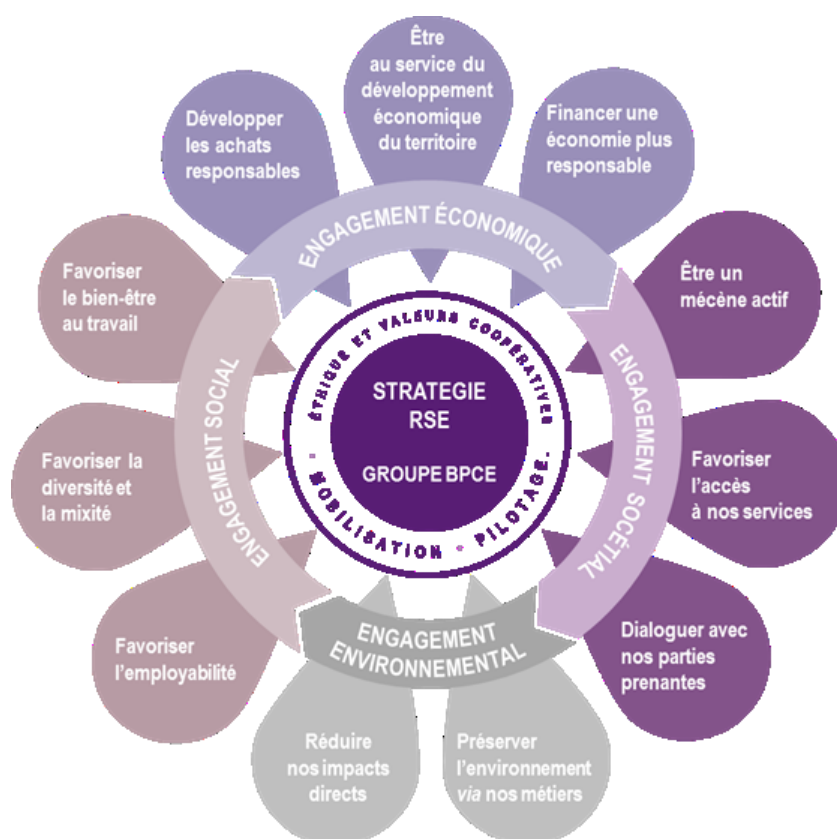 Être
au service du
développement
économique
du territoire
Financer une
économie plus
responsable
Être un
mécène actif
Favoriser
l'accès
à nos services
Dialoguer avec
nos parties
prenantes
Préserver
l'environnement
via nos métiers
Réduire
nos impacts
directs
Favoriser
l'employabilité
Favoriser la
diversité et
la mixité
Favoriser
le bien-être
au travail
Développer
les achats
responsables
ENGAGEMENT ÉCONOMIQUE
ENGAGEMENT SOCÉTIAL
ENGAGEMENT
ENVIRONNEMENTAL
ENGAGEMENT SOCIAL
ÉTHIQUE ET VALEURS COOPÉRATIVES
• MOBILISATION • PILOTAGE.
STRATEGIE
RSE
GROUPE BPCE